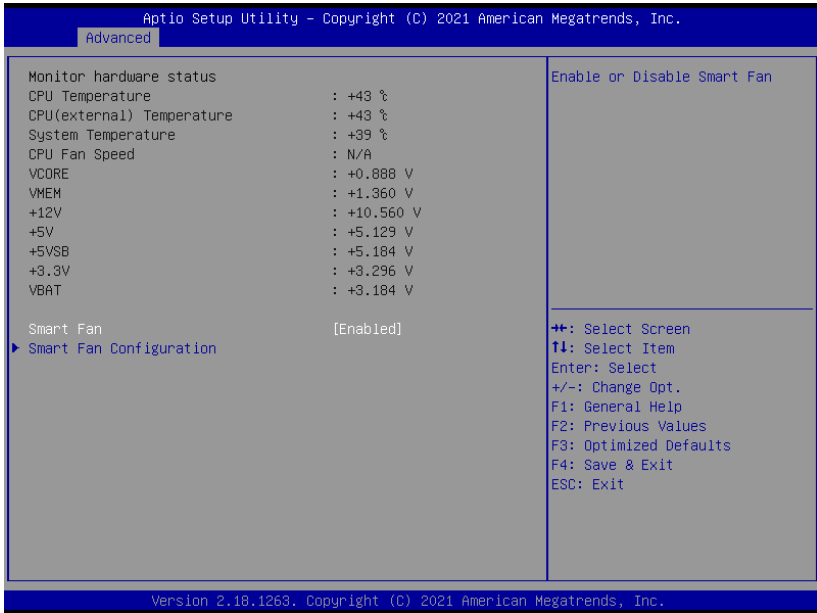 Aptio Setup Utility – Copyright (C) 2021 American Megatrends, Inc.
Advanced
Monitor hardware status
CPU Temperature : +43 ℃
CPU(external) Temperature : +43 ℃
System Temperature : +39 ℃
CPU Fan Speed : N/A
VCORE : +0.888 V
VMEM : +1.360 V
+12V : +10.560 V
+5V : +5.129 V
+5VSB : +5.184 V
+3.3V : +3.296 V
VBAT : +3.184 V
Smart Fan [Enabled]
► Smart Fan Configuration
Enable or Disable Smart Fan
→←: Select Screen
↑↓: Select Item
Enter: Select
+/-: Change Opt.
F1: General Help
F2: Previous Values
F3: Optimized Defaults
F4: Save & Exit
ESC: Exit
Version 2.18.1263. Copyright (C) 2021 American Megatrends, Inc.